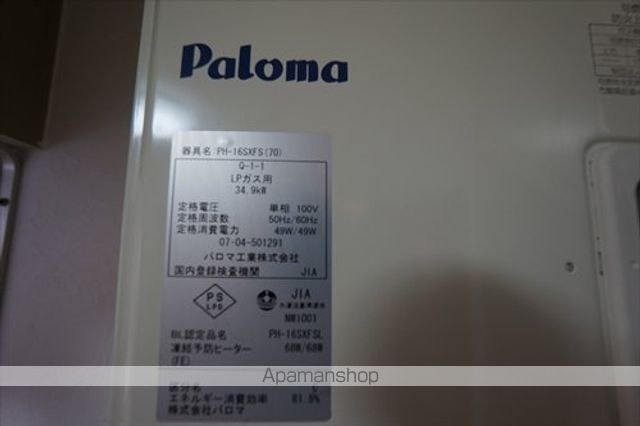 Paloma
器具名: PH-16SXFS(70)
Q-1-1
LPガス用
34.9kW
定格電圧 単相 100V
定格周波数 50Hz/60Hz
定格消費電力 49W/49W
07-04-501291
パロマ工業株式会社
国内登録検査機関 JIA
PS
LPG
JIA
NW1001
BL認定品名 PH-16SXFSL
凍結予防ヒーター 68W/68W
(FE)
Apamanshop
区分名
エネルギー消費効率 81.5%
株式会社パロマ